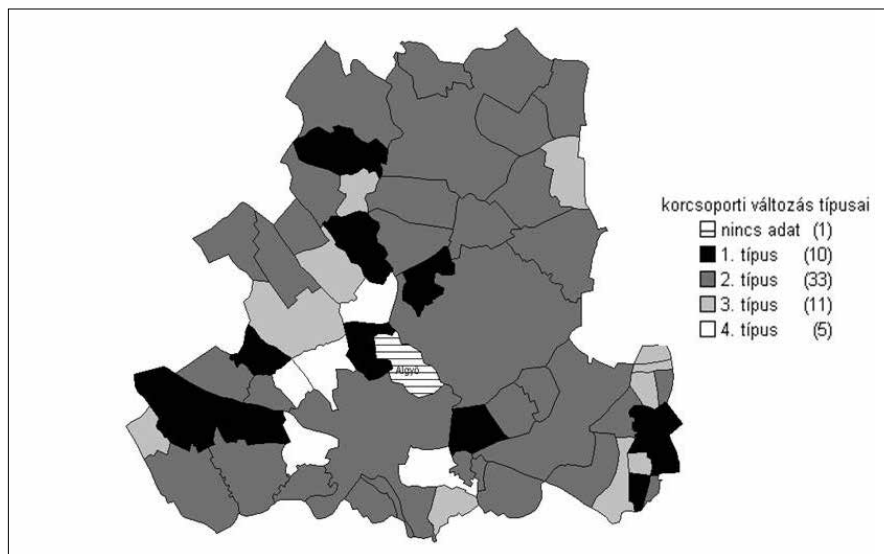 korcsoporti változás típusai
nincs adat (1)
1. típus (10)
2. típus (33)
3. típus (11)
4. típus (5)
Algyő